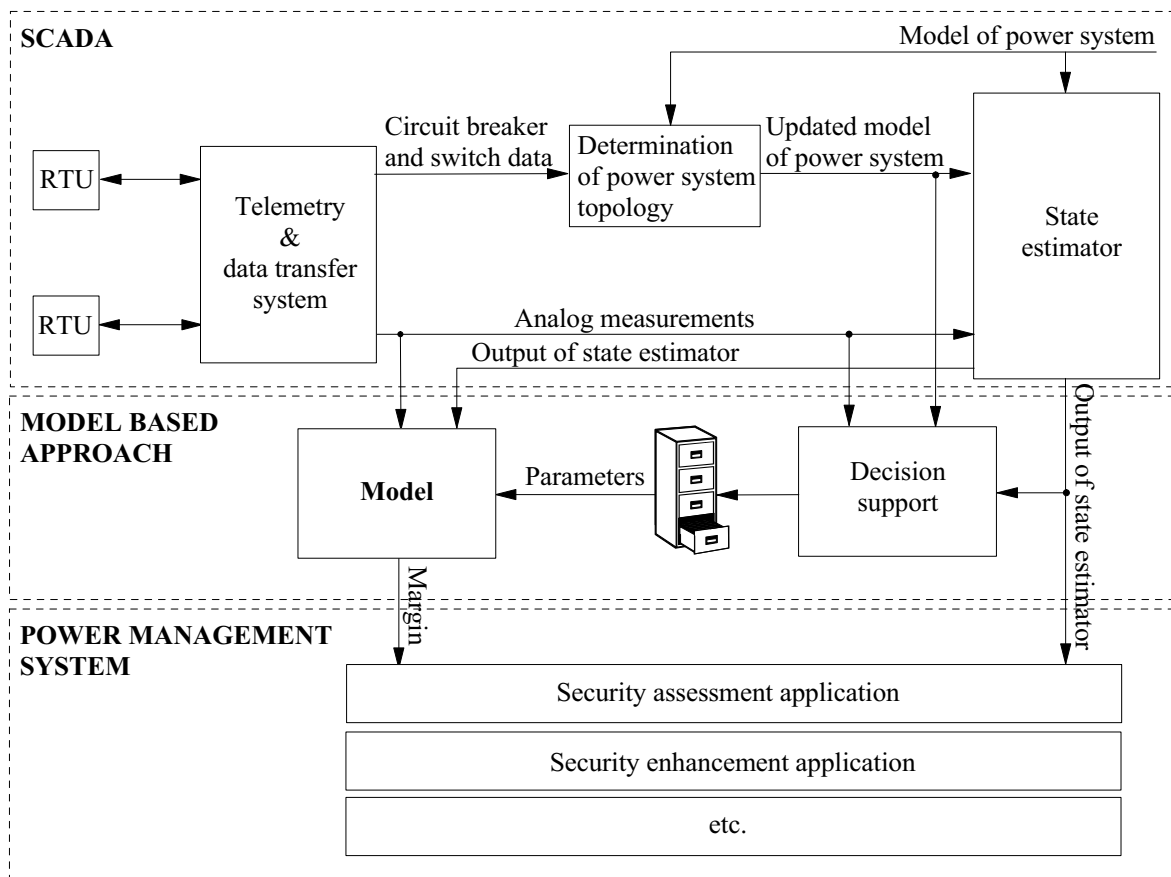 SCADA
Model of power system
Circuit breaker
and switch data
Determination
of power system
topology
Updated model
of power system
RTU
Telemetry
&
data transfer
system
State
estimator
RTU
Analog measurements
Output of state estimator
MODEL BASED
APPROACH
Model
Parameters
Decision
support
Output of state estimator
Margin
POWER MANAGEMENT
SYSTEM
Security assessment application
Security enhancement application
etc.